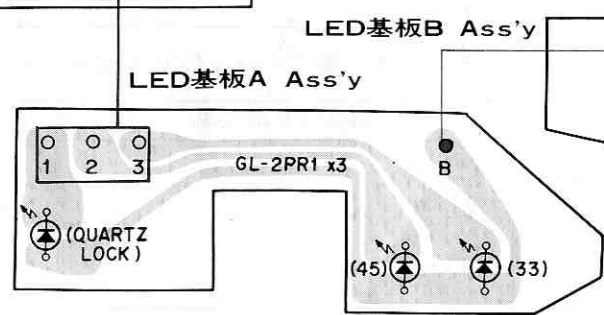 LED基板B Ass'y
LED基板A Ass'y
1 2 3
GL-2PR1 x3
B
(QUARTZ
LOCK)
(45)
(33)